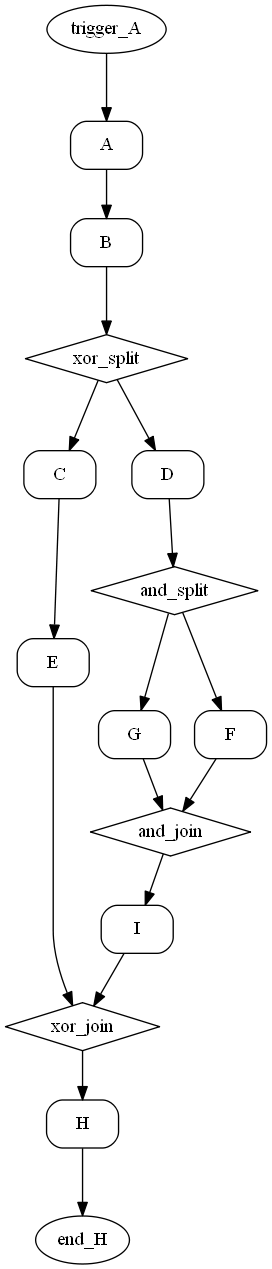 trigger_A
A
B
xor_split
C
D
and_split
E
G
F
and_join
I
xor_join
H
end_H